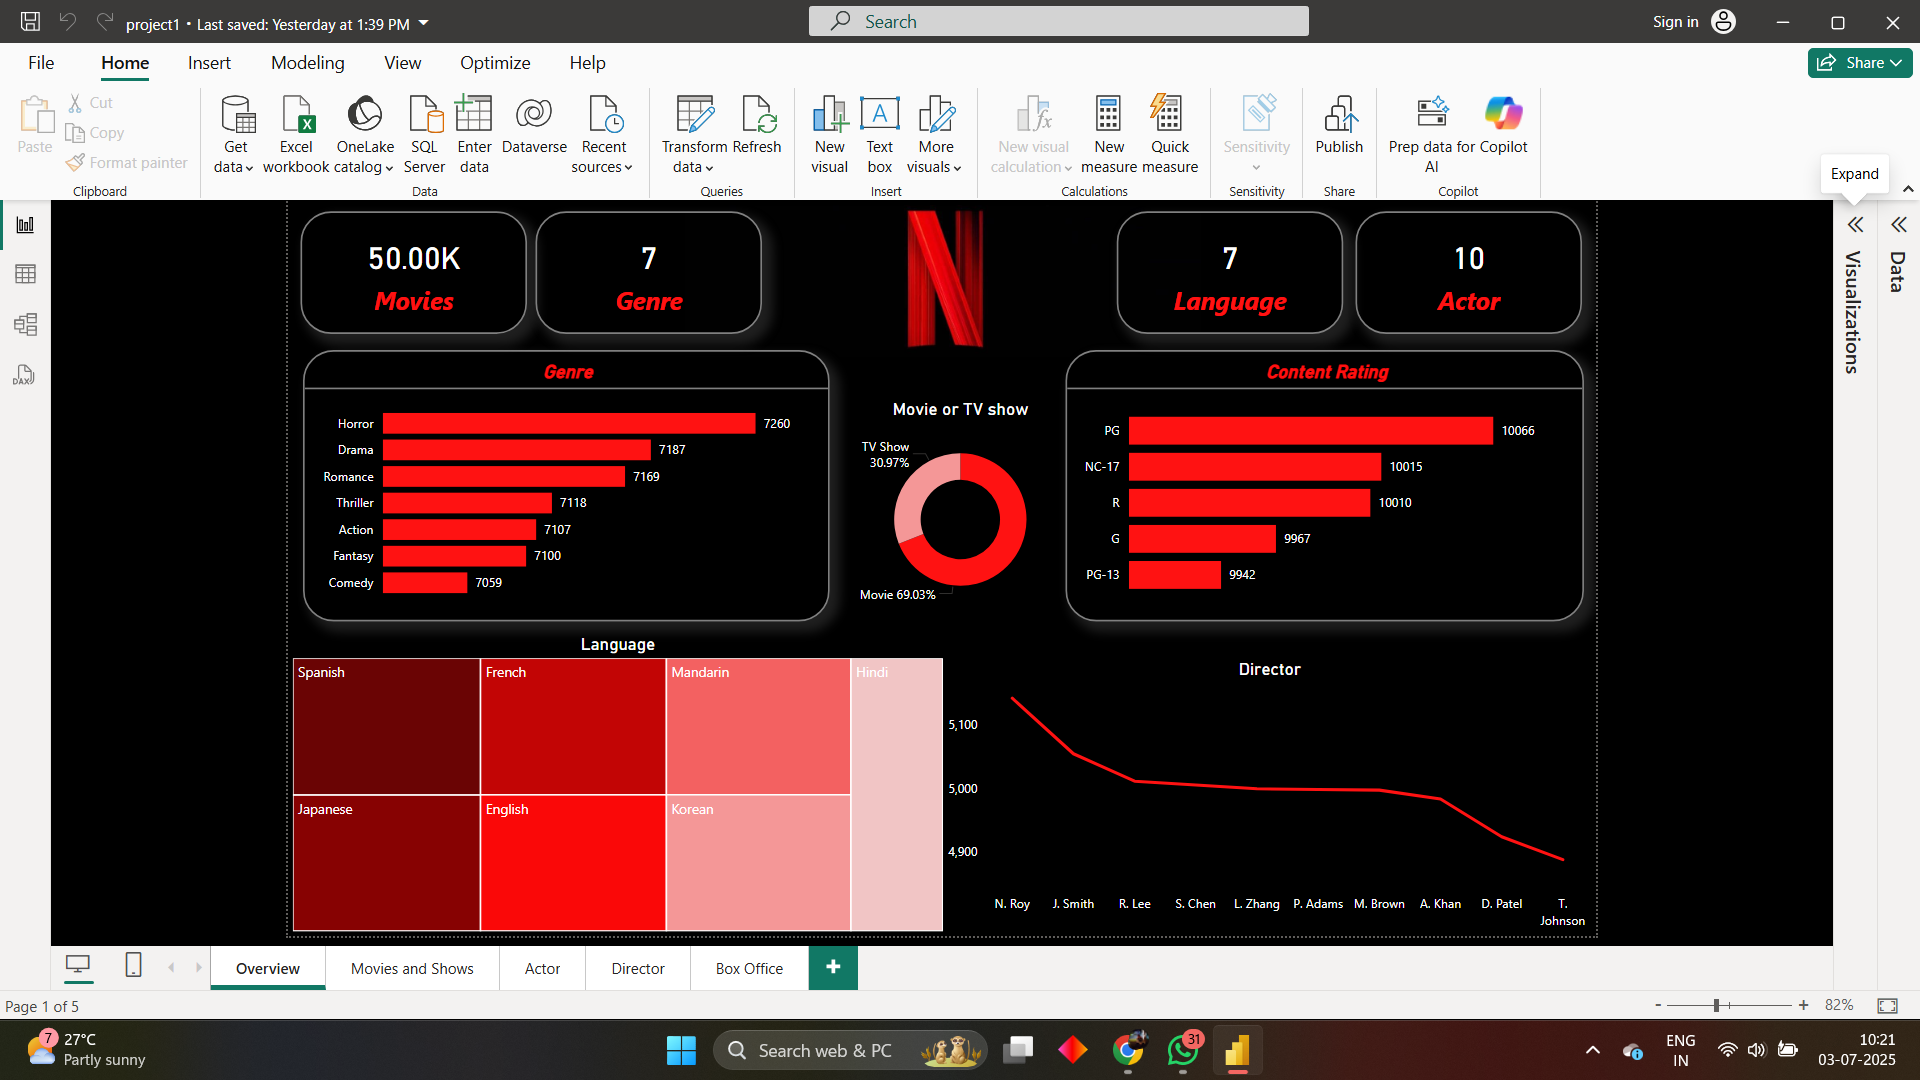 project1 • Last saved: Yesterday at 1:39 PM
Search
Sign in
File
Home
Insert
Modeling
View
Optimize
Help
Share
Paste
Cut
Copy
Format painter
Clipboard
Get data
Excel workbook
OneLake catalog
SQL Server
Enter data
Dataverse
Recent sources
Data
Transform data
Refresh
Queries
New visual
Text box
More visuals
Insert
New visual calculation
New measure
Quick measure
Calculations
Sensitivity
Sensitivity
Publish
Share
Prep data for AI
Copilot
Copilot
Expand
Visualizations
Data
DAX
50.00K
Movies
7
Genre
N
7
Language
10
Actor
Genre
Horror 7260
Drama 7187
Romance 7169
Thriller 7118
Action 7107
Fantasy 7100
Comedy 7059
Movie or TV show
TV Show
30.97%
Movie 69.03%
Content Rating
PG 10066
NC-17 10015
R 10010
G 9967
PG-13 9942
Language
Spanish
French
Mandarin
Hindi
Japanese
English
Korean
Director
5,100
5,000
4,900
N. Roy
J. Smith
R. Lee
S. Chen
L. Zhang
P. Adams
M. Brown
A. Khan
D. Patel
T.
Johnson
Overview
Movies and Shows
Actor
Director
Box Office
+
Page 1 of 5
- + 82%
7
27°C
Partly sunny
Search web & PC
31
ENG
IN
10:21
03-07-2025